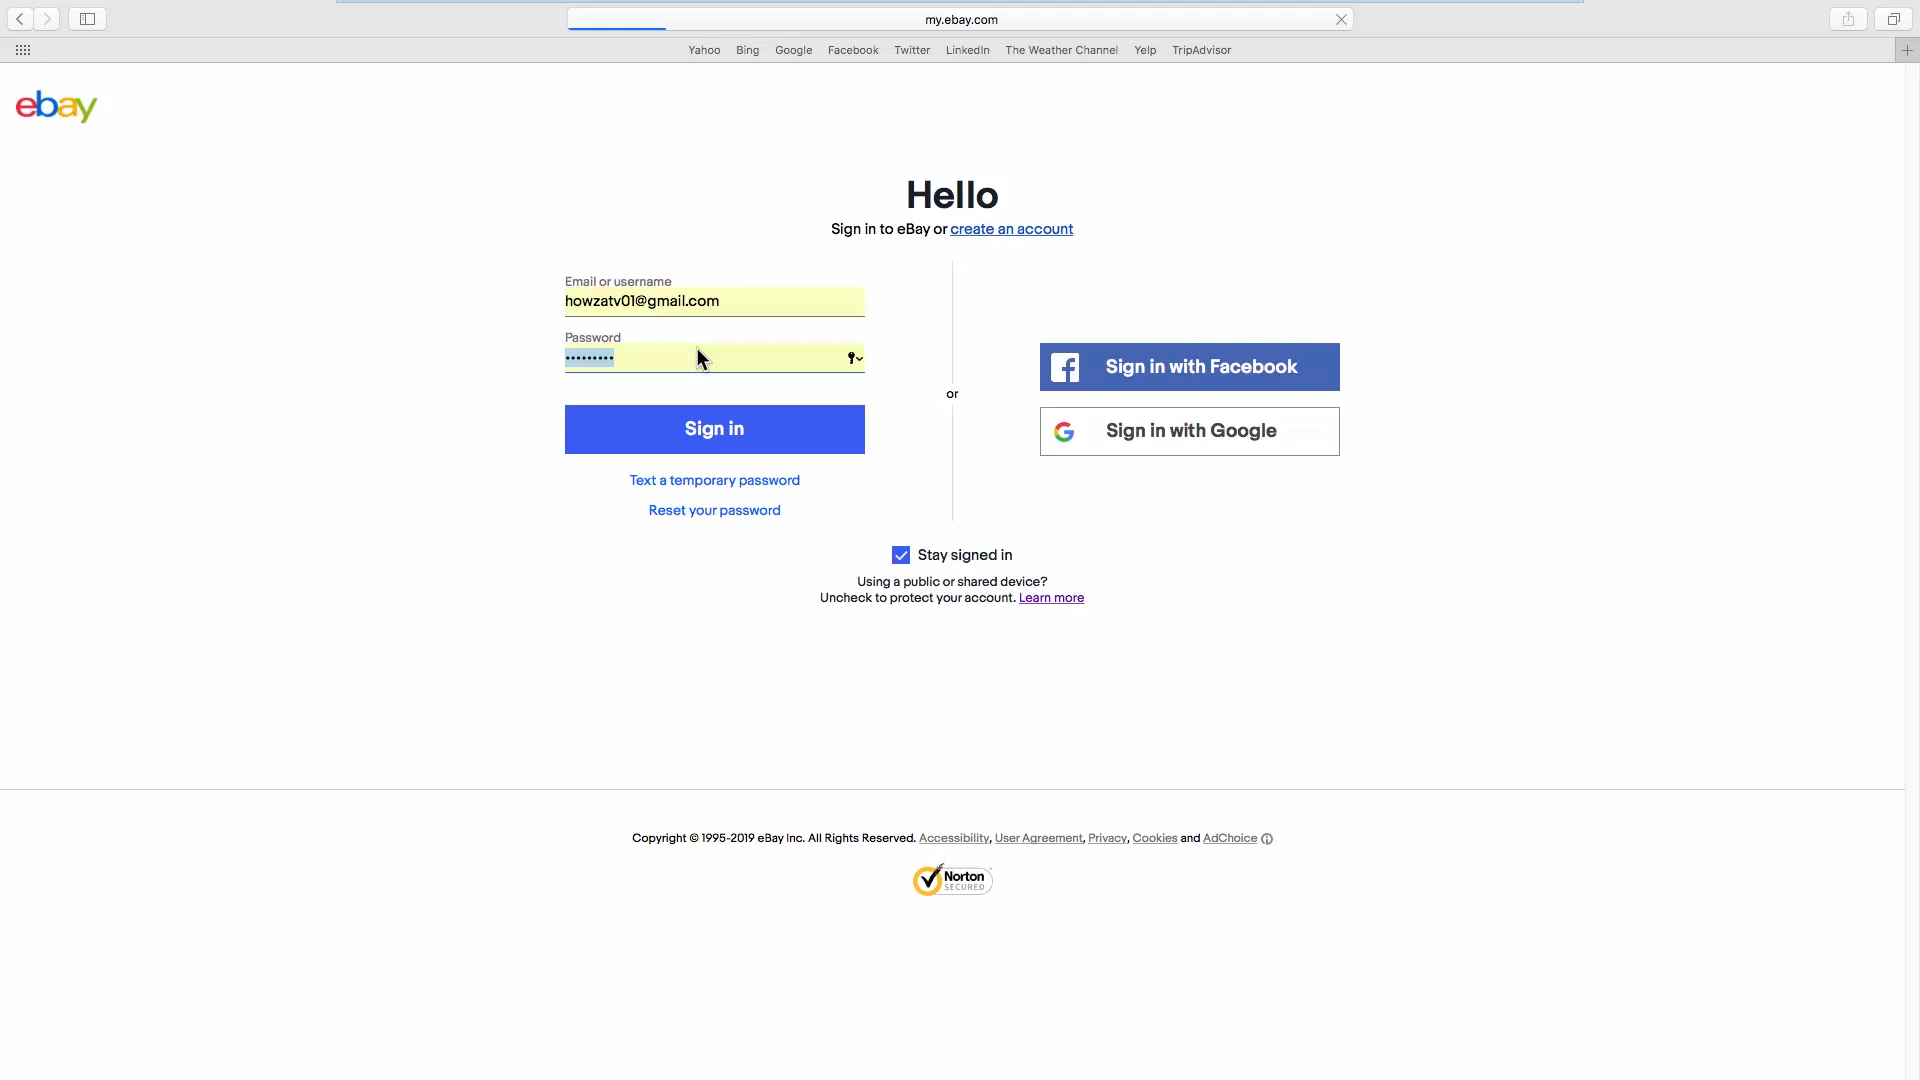 my.ebay.com
Yahoo Bing Google Facebook Twitter LinkedIn The Weather Channel Yelp TripAdvisor
ebay
Hello
Sign in to eBay or create an account
Email or username
howzatv01@gmail.com
Password
•••••••••
Sign in
Text a temporary password
Reset your password
or
Sign in with Facebook
Sign in with Google
Stay signed in
Using a public or shared device?
Uncheck to protect your account. Learn more
Copyright © 1995-2019 eBay Inc. All Rights Reserved. Accessibility, User Agreement, Privacy, Cookies and AdChoice
Norton
SECURED